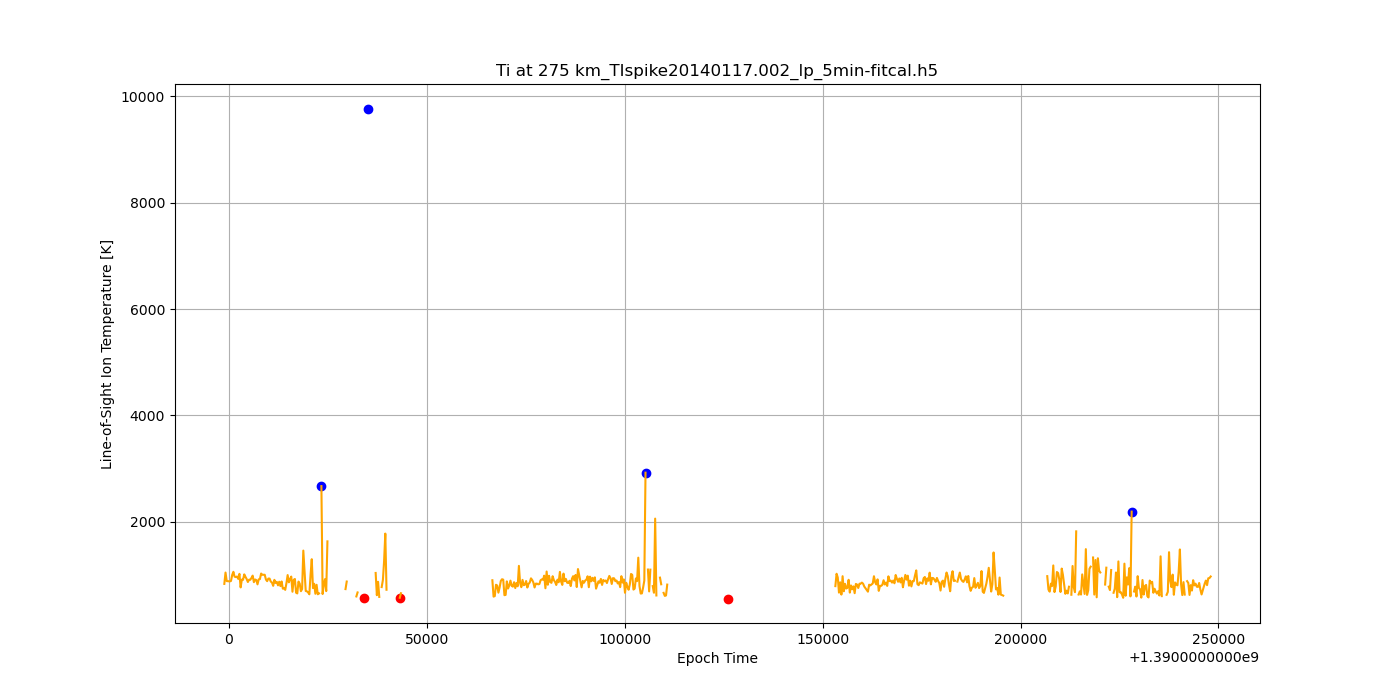 Ti at 275 km_TIspike20140117.002_lp_5min-fitcal.h5
Line-of-Sight Ion Temperature [K]
10000
8000
6000
4000
2000
0
50000
100000
150000
200000
250000
Epoch Time
+1.3900000000e9